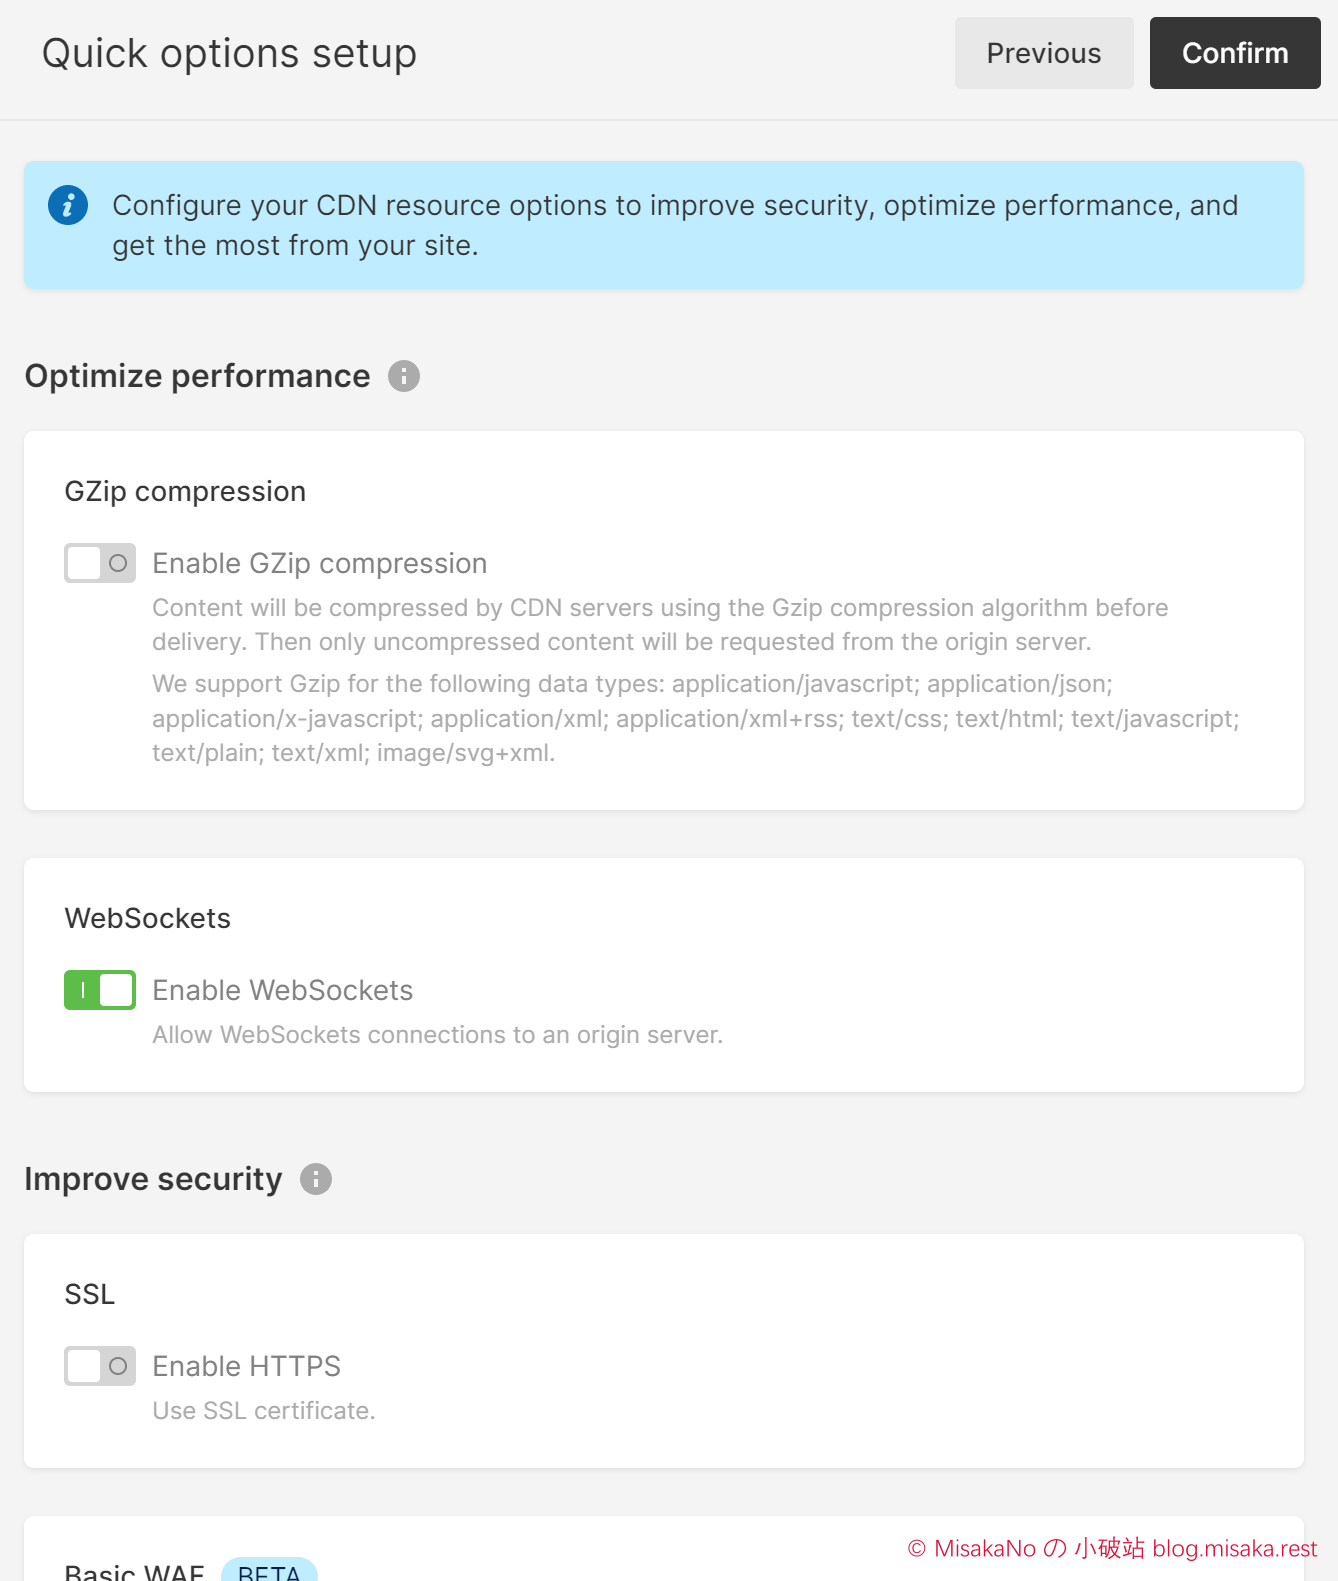 Quick options setup
Previous
Confirm
Configure your CDN resource options to improve security, optimize performance, and
get the most from your site.
Optimize performance
GZip compression
Enable GZip compression
Content will be compressed by CDN servers using the Gzip compression algorithm before
delivery. Then only uncompressed content will be requested from the origin server.
We support Gzip for the following data types: application/javascript; application/json;
application/x-javascript; application/xml; application/xml+rss; text/css; text/html; text/javascript;
text/plain; text/xml; image/svg+xml.
WebSockets
Enable WebSockets
Allow WebSockets connections to an origin server.
Improve security
SSL
Enable HTTPS
Use SSL certificate.
Basic WAF BETA
© MisakaNo の 小破站 blog.misaka.rest